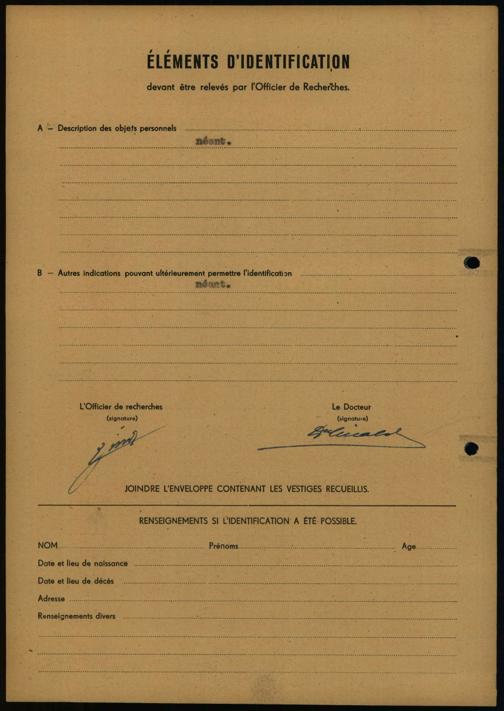 ÉLÉMENTS D'IDENTIFICATION
devant être relevés par l'Officier de Recherches.
A — Description des objets personnels
néant.
B — Autres indications pouvant ultérieurement permettre l'identification
néant.
L'Officier de recherches
(signature)
Le Docteur
(signature)
JOINDRE L'ENVELOPPE CONTENANT LES VESTIGES RECUEILLIS.
RENSEIGNEMENTS SI L'IDENTIFICATION A ÉTÉ POSSIBLE.
NOM Prénoms Age
Date et lieu de naissance
Date et lieu de décès
Adresse
Renseignements divers